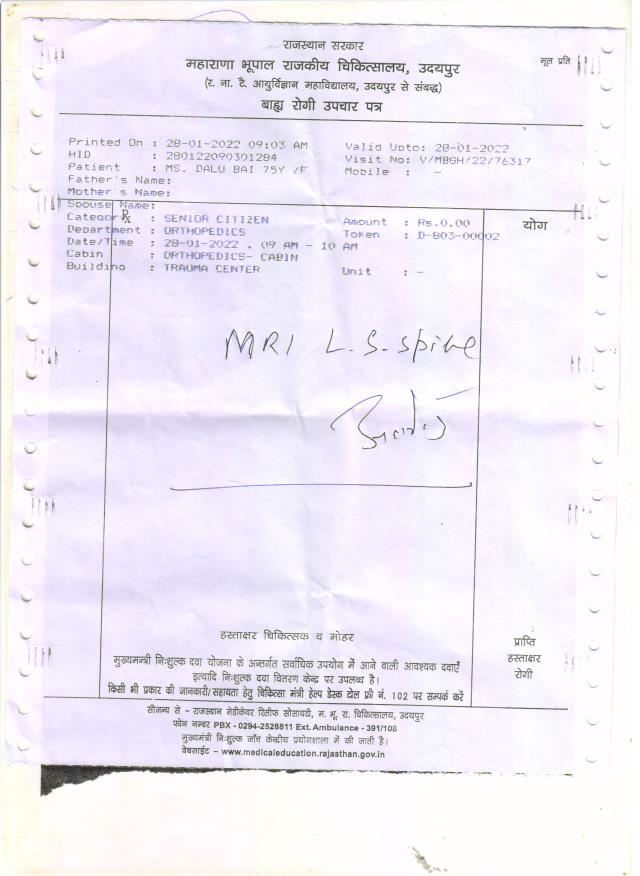 राजस्थान सरकार
महाराणा भूपाल राजकीय चिकित्सालय, उदयपुर
मूल प्रति
(र. ना. टै. आयुर्विज्ञान महाविद्यालय, उदयपुर से संबद्ध)
बाह्य रोगी उपचार पत्र
Printed On : 28-01-2022 09:03 AM Valid Upto: 28-01-2022
HID : 280122090301284 Visit No: V/MBGH/22/76317
Patient : MS. DALU BAI 75Y /F Mobile : -
Father's Name:
Mother's Name:
Spouse Name:
Rx
योग
Category : SENIOR CITIZEN Amount : Rs.0.00
Department : ORTHOPEDICS Token : D-803-00002
Date/Time : 28-01-2022 , 09 AM - 10 AM
Cabin : ORTHOPEDICS- CABIN
Building : TRAUMA CENTER Unit : -
MRI L.S. Spine
हस्ताक्षर चिकित्सक व मोहर
प्राप्ति
हस्ताक्षर
रोगी
मुख्यमन्त्री निःशुल्क दवा योजना के अन्तर्गत सर्वाधिक उपयोग में आने वाली आवश्यक दवाएँ
इत्यादि निःशुल्क दवा वितरण केन्द्र पर उपलब्ध है।
किसी भी प्रकार की जानकारी/सहायता हेतु चिकित्सा मंत्री हेल्प डेस्क टोल फ्री नं. 102 पर सम्पर्क करें
सौजन्य से - राजस्थान मेडीकेयर रिलीफ सोसायटी, म. भू. रा. चिकित्सालय, उदयपुर
फोन नम्बर PBX - 0294-2528811 Ext. Ambulance - 391/108
मुख्यमंत्री निःशुल्क जाँच केन्द्रीय प्रयोगशाला में की जाती है।
वेबसाईट - www.medicaleducation.rajasthan.gov.in